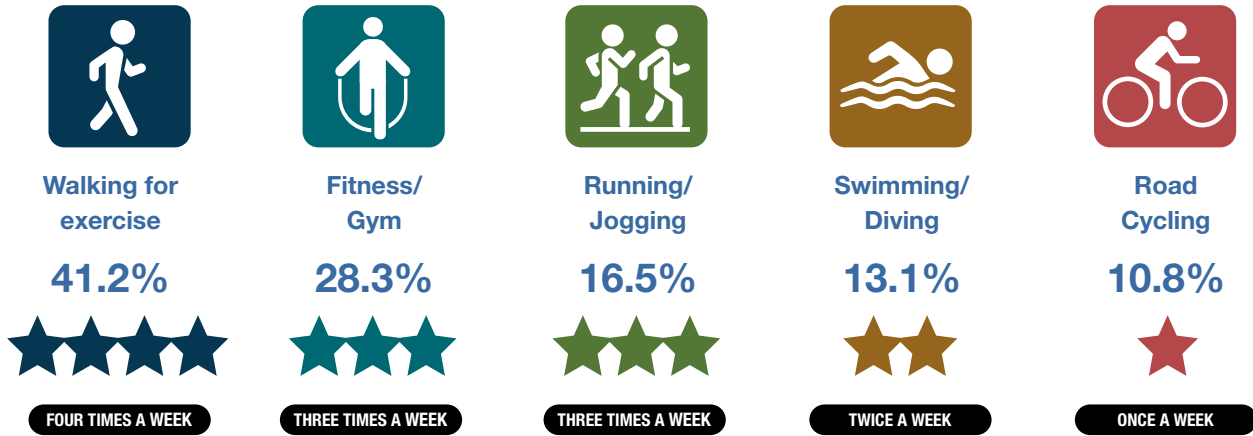 Walking for
exercise
41.2%
FOUR TIMES A WEEK
Fitness/
Gym
28.3%
THREE TIMES A WEEK
Running/
Jogging
16.5%
THREE TIMES A WEEK
Swimming/
Diving
13.1%
TWICE A WEEK
Road
Cycling
10.8%
ONCE A WEEK